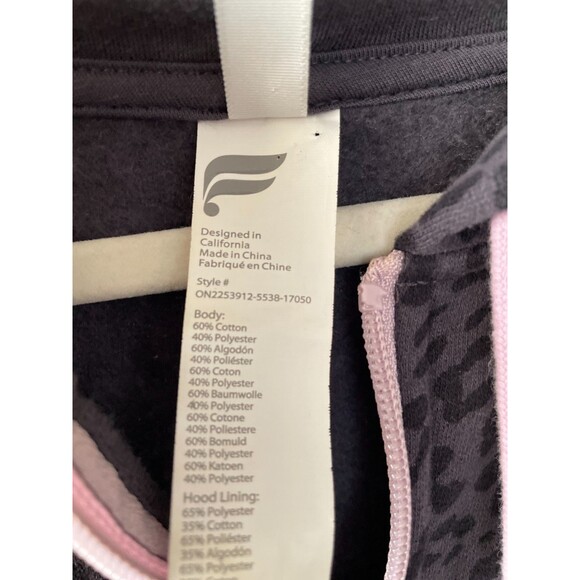 Designed in
California
Made in China
Fabriqué en Chine
Style #
ON2253912-5538-17050
Body:
60% Cotton
40% Polyester
60% Algodón
40% Poliéster
60% Coton
40% Polyester
60% Baumwolle
40% Polyester
60% Cotone
40% Poliestere
60% Bomuld
40% Polyester
60% Katoen
40% Polyester
Hood Lining:
65% Polyester
35% Cotton
65% Poliéster
35% Algodón
65% Polyester